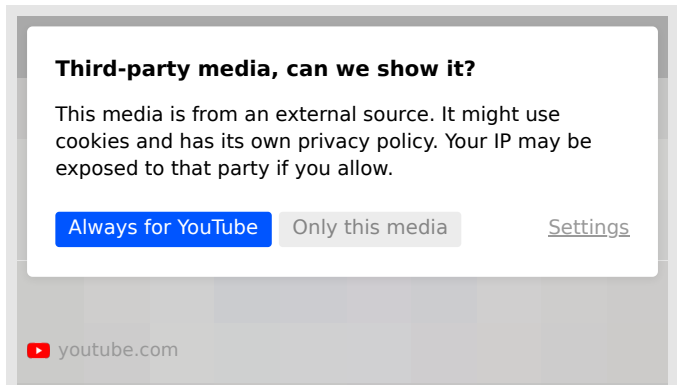 Third-party media, can we show it?
This media is from an external source. It might use
cookies and has its own privacy policy. Your IP may be
exposed to that party if you allow.
Always for YouTube Only this media Settings
youtube.com